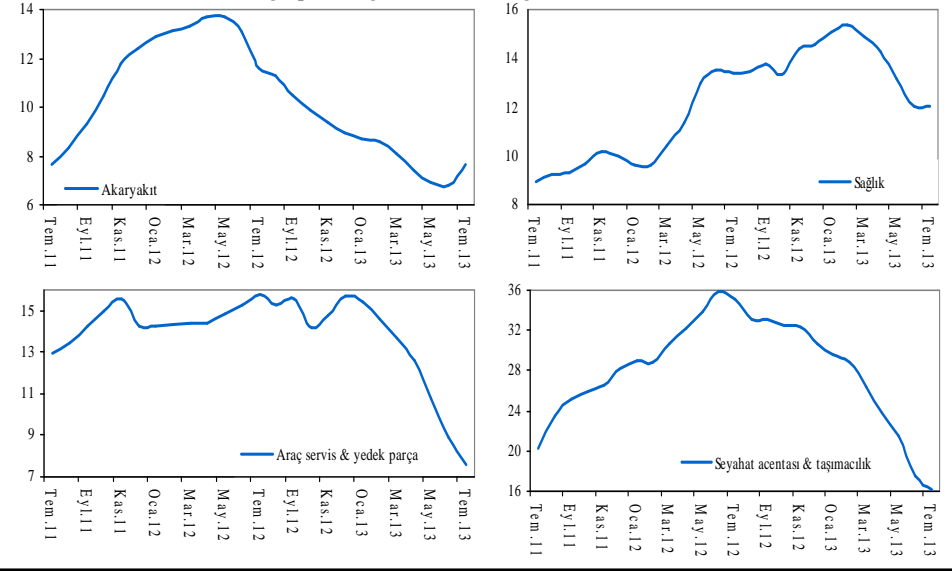 14
12
10
8
6
Akaryakıt
Tem.11
Eyl.11
Kas.11
Oca.12
Mar.12
May.12
Tem.12
Eyl.12
Kas.12
Oca.13
Mar.13
May.13
Tem.13
16
14
12
10
8
Sağlık
Tem.11
Eyl.11
Kas.11
Oca.12
Mar.12
May.12
Tem.12
Eyl.12
Kas.12
Oca.13
Mar.13
May.13
Tem.13
15
13
11
9
7
Araç servis & yedek parça
Tem.11
Eyl.11
Kas.11
Oca.12
Mar.12
May.12
Tem.12
Eyl.12
Kas.12
Oca.13
Mar.13
May.13
Tem.13
36
32
28
24
20
16
Seyahat acentası & taşımacılık
Tem.11
Eyl.11
Kas.11
Oca.12
Mar.12
May.12
Tem.12
Eyl.12
Kas.12
Oca.13
Mar.13
May.13
Tem.13